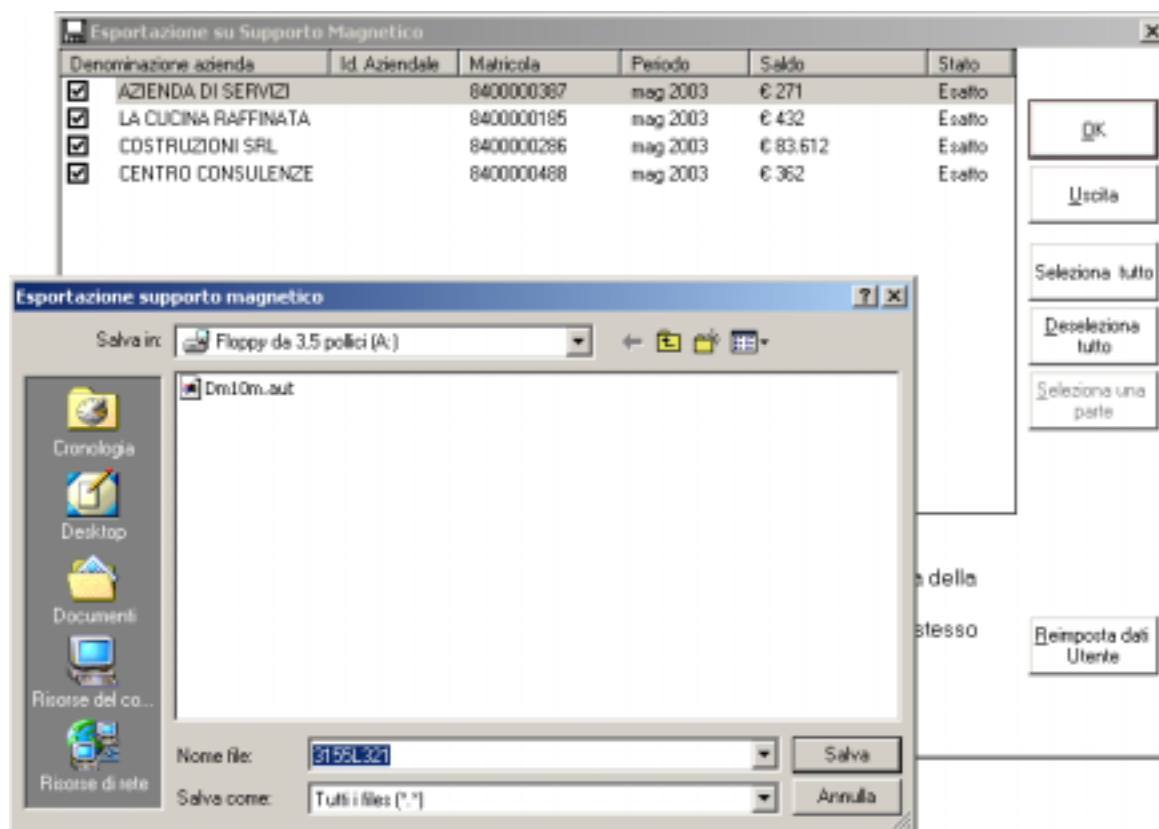 Esportazione su Supporto Magnetico
Denominazione azienda Id. Aziendale Matricola Periodo Saldo Stato
AZIENDA DI SERVIZI 8400000387 mag 2003 € 271 Esatto
LA CUCINA RAFFINATA 8400000185 mag 2003 € 432 Esatto
COSTRUZIONI SRL 8400000286 mag 2003 € 83.612 Esatto
CENTRO CONSULENZE 8400000488 mag 2003 € 362 Esatto
OK
Uscita
Seleziona tutto
Deseleziona
tutto
Seleziona una
parte
a della
stesso
Reimposta dati
Utente
Esportazione supporto magnetico
Salva in: Floppy da 3,5 pollici (A:)
Dm10m.aut
Cronologia
Desktop
Documenti
Risorse del co...
Risorse di rete
Nome file: 3155L321 Salva
Salva come: Tutti i files (*.*) Annulla